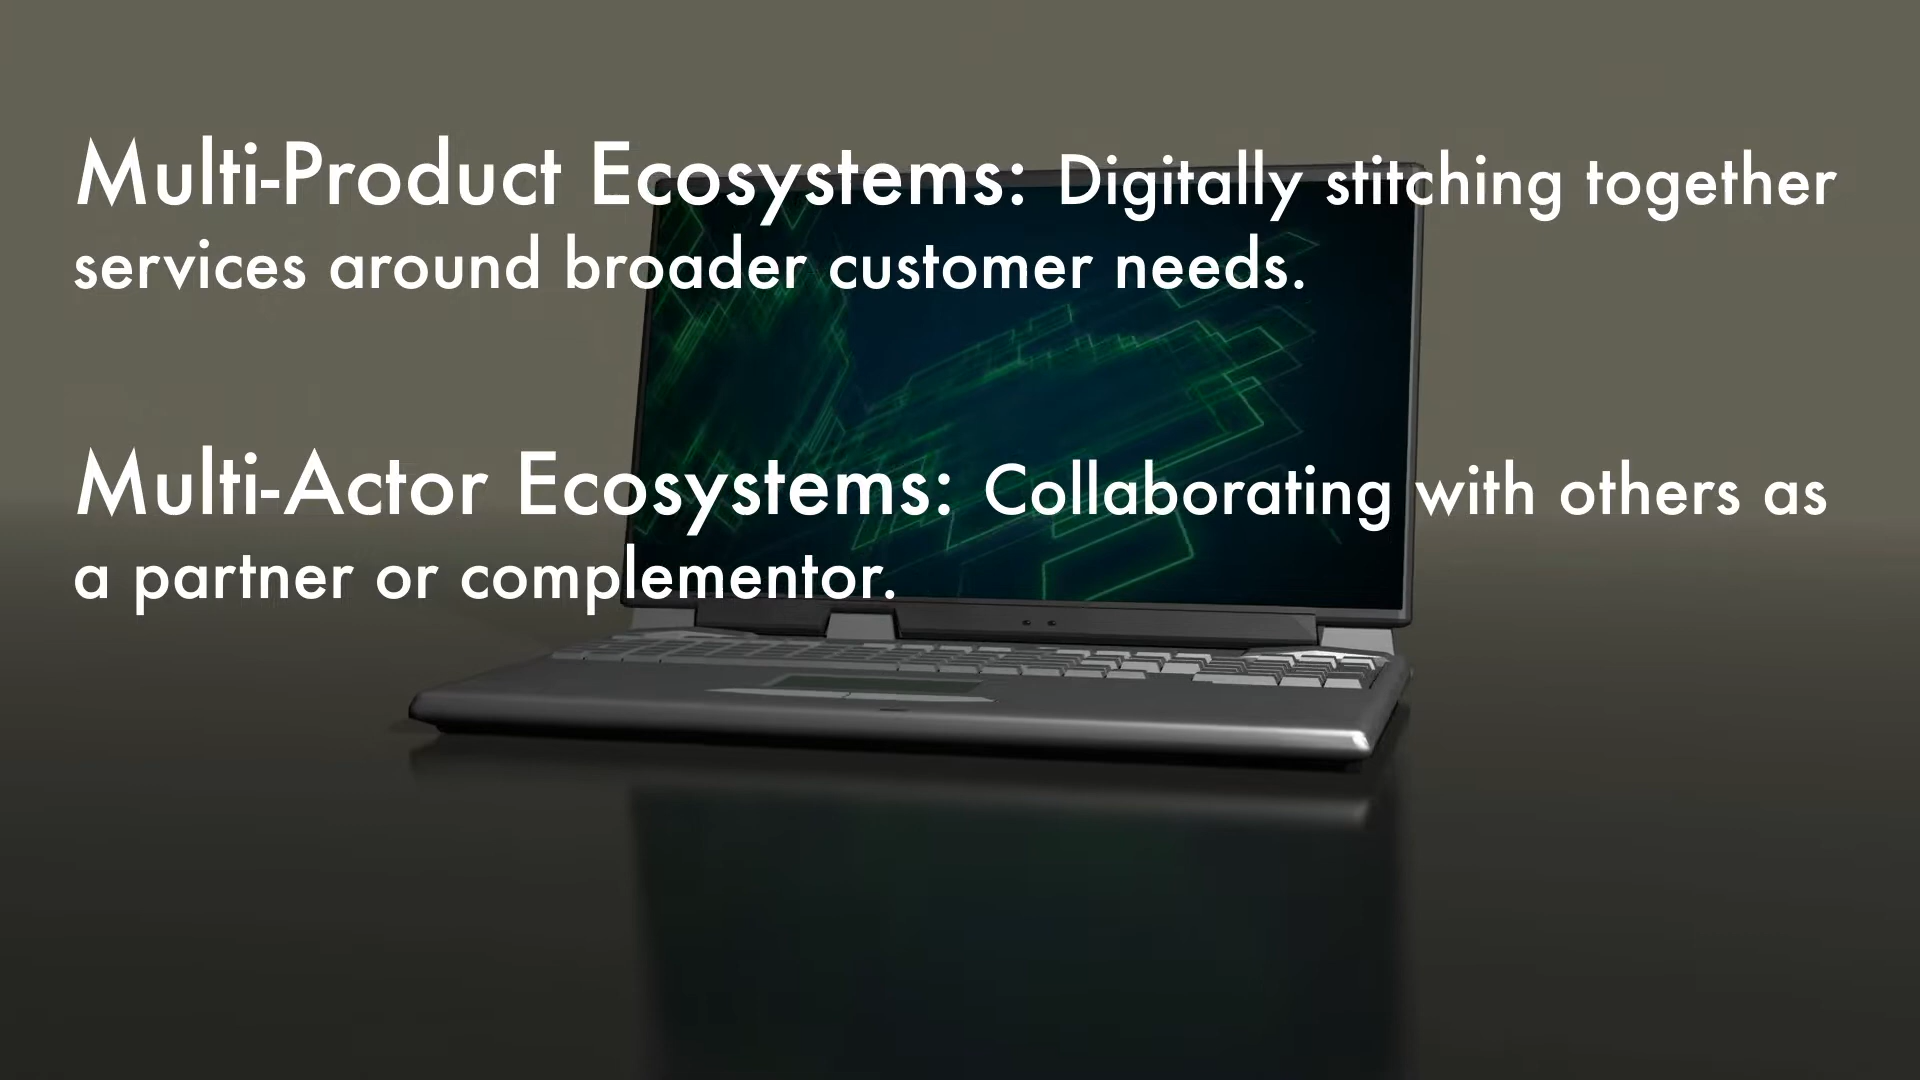 Multi-Product Ecosystems: Digitally stitching together
services around broader customer needs.
Multi-Actor Ecosystems: Collaborating with others as
a partner or complementor.